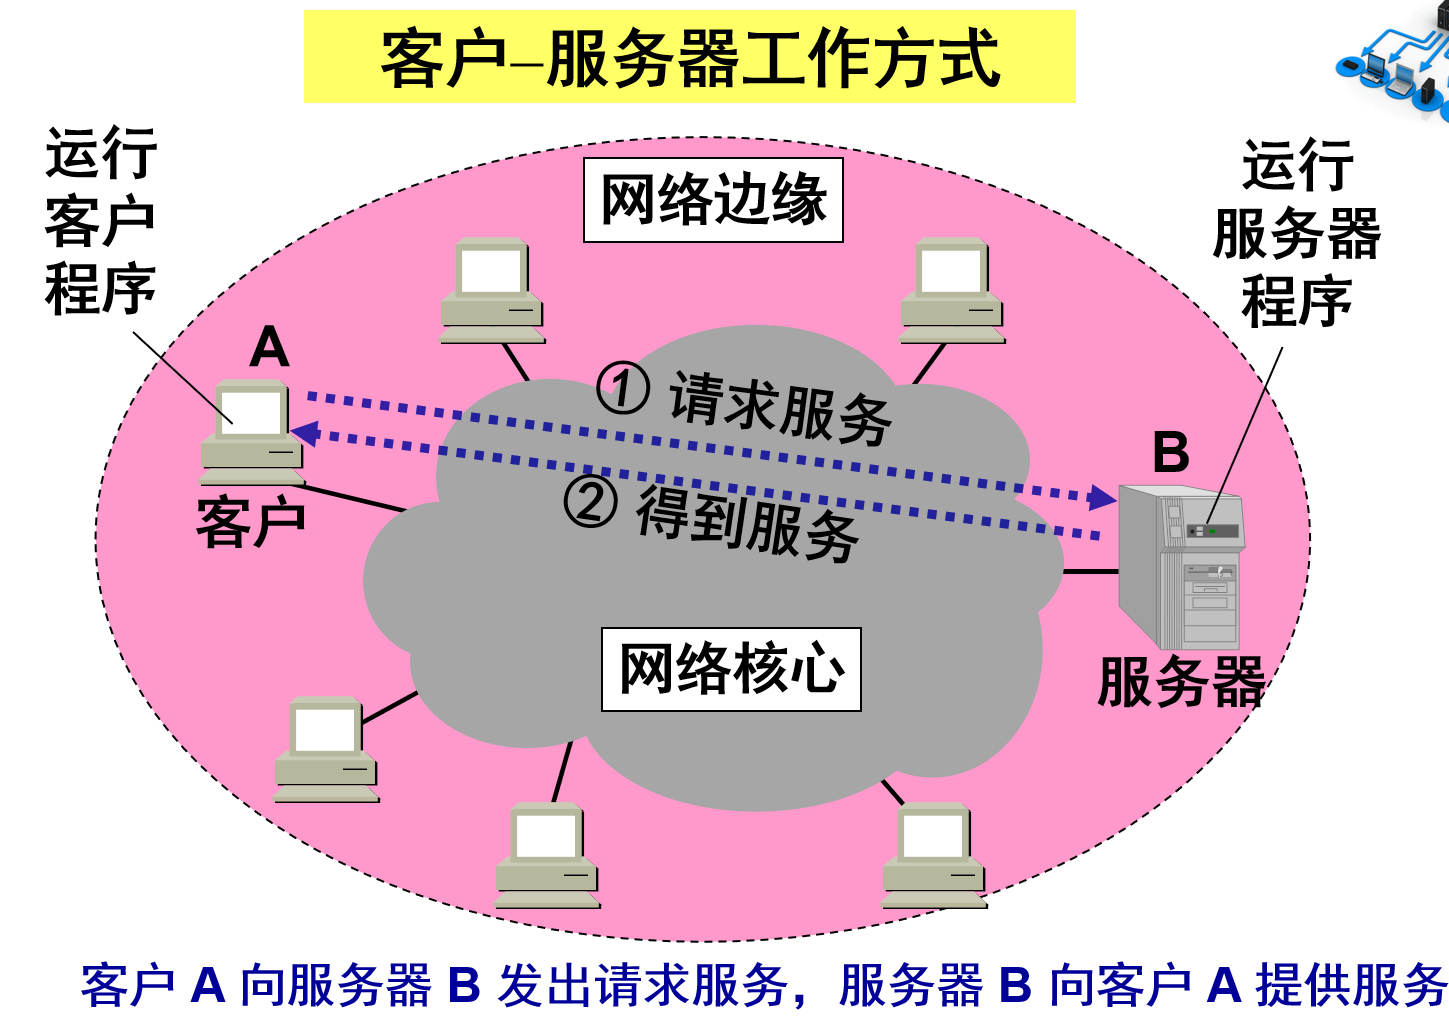 客户–服务器工作方式
运行
客户
程序
网络边缘
运行
服务器
程序
A
① 请求服务
B
② 得到服务
客户
网络核心
服务器
客户 A 向服务器 B 发出请求服务，服务器 B 向客户 A 提供服务